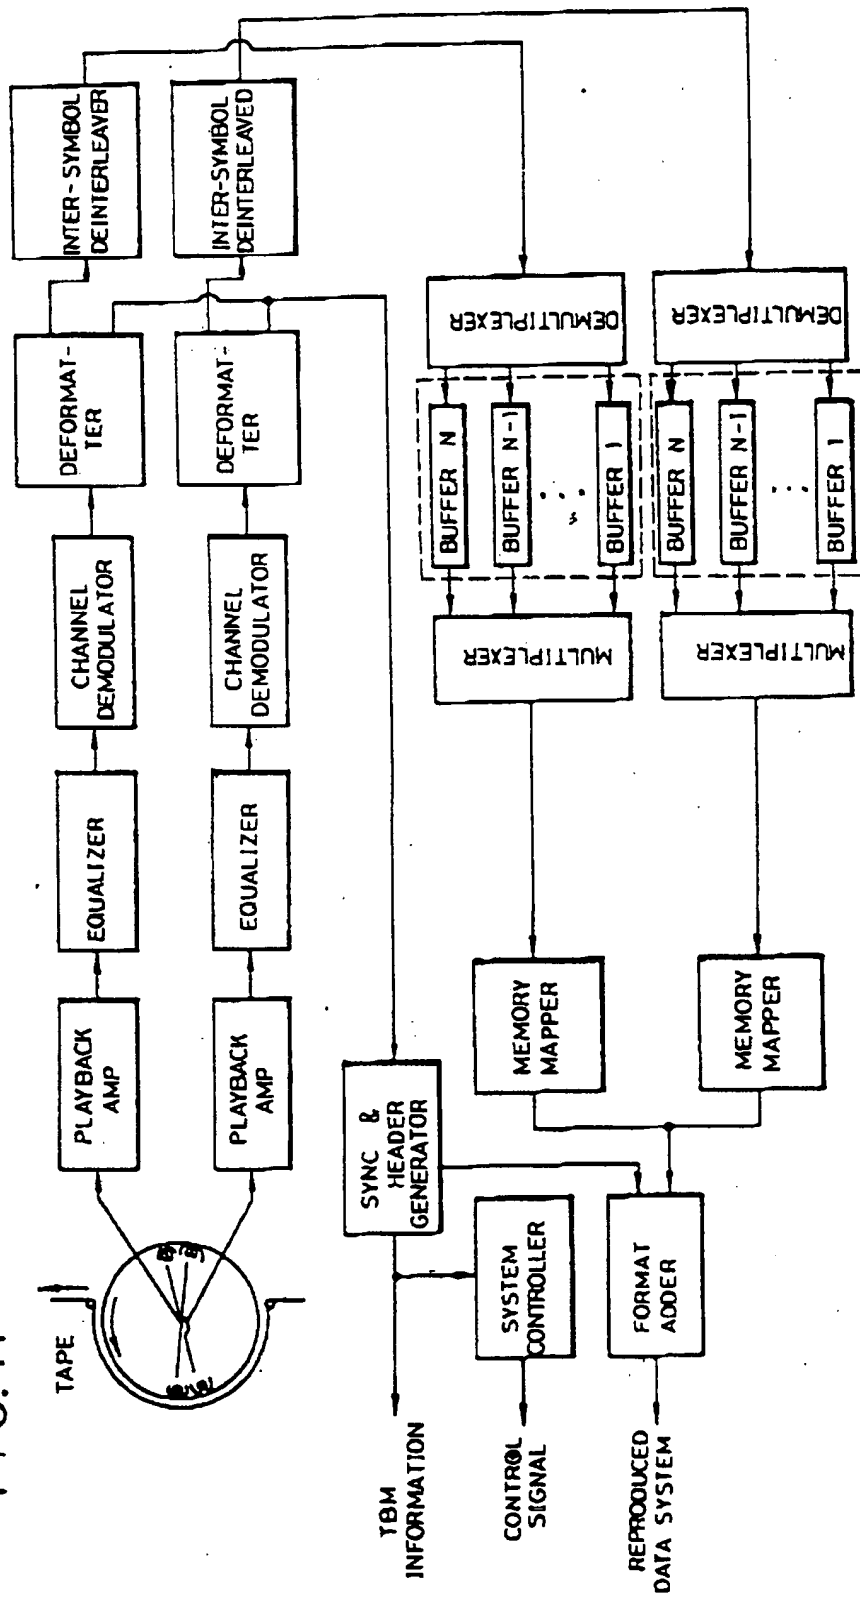 TAPE
PLAYBACK
AMP
EQUALIZER
CHANNEL
DEMODULATOR
DEFORMAT-
TER
INTER-SYMBOL
DEINTERLEAVER
PLAYBACK
AMP
EQUALIZER
CHANNEL
DEMODULATOR
DEFORMAT-
TER
INTER-SYMBOL
DEINTERLEAVED
SYNC &
HEADER
GENERATOR
TBM
INFORMATION
SYSTEM
CONTROLLER
CONTROL
SIGNAL
FORMAT
ADDER
REPRODUCED
DATA SYSTEM
MEMORY
MAPPER
MULTIPLEXER
BUFFER N
BUFFER N-1
...
BUFFER 1
DEMULTIPLEXER
MEMORY
MAPPER
MULTIPLEXER
BUFFER N
BUFFER N-1
...
BUFFER 1
DEMULTIPLEXER